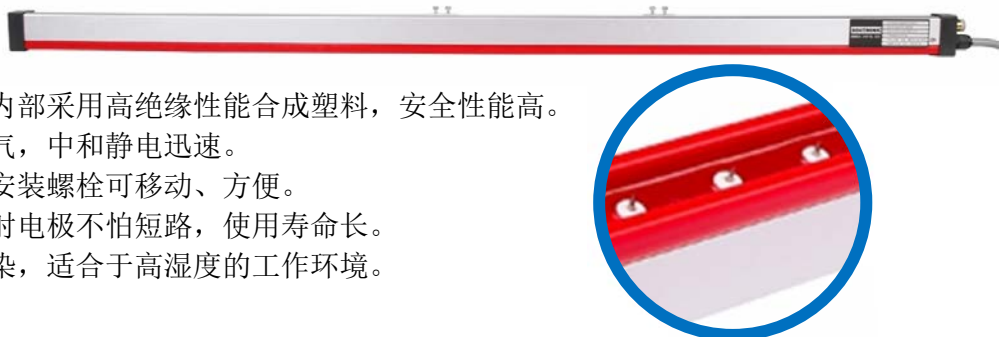 内部采用高绝缘性能合成塑料，安全性能高。
气，中和静电迅速。
安装螺栓可移动、方便。
射电极不怕短路，使用寿命长。
染，适合于高湿度的工作环境。